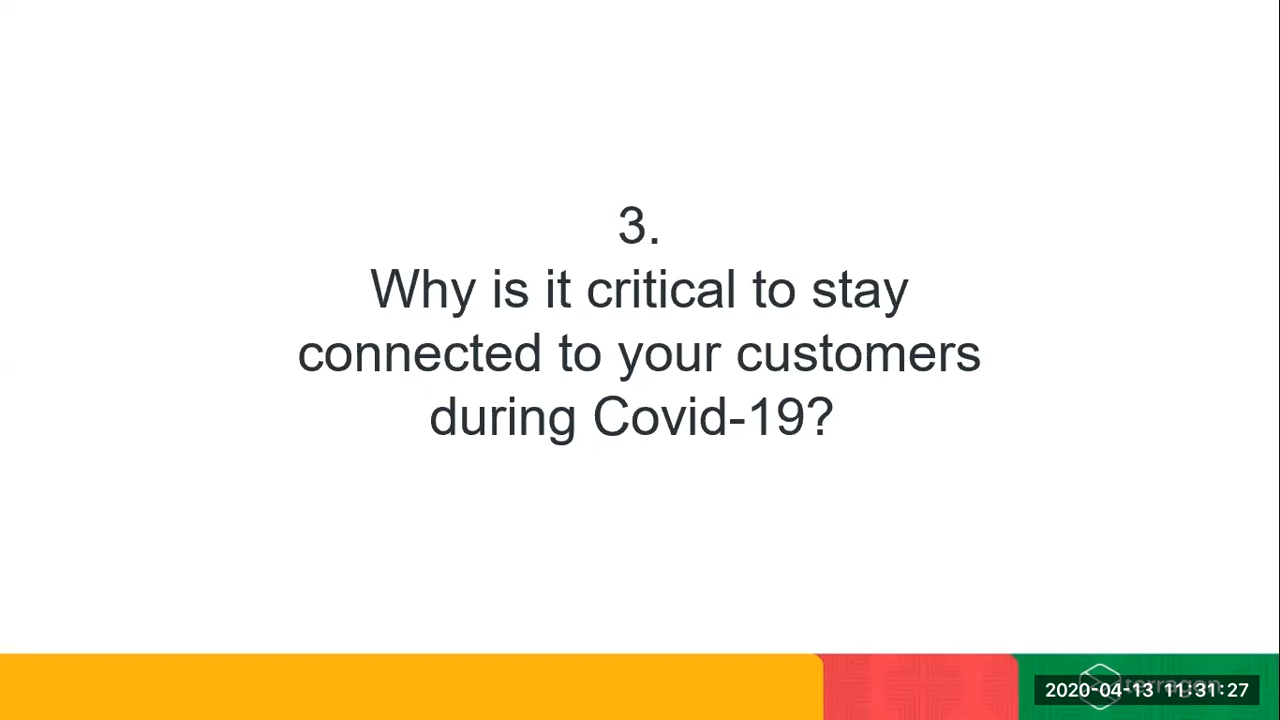 3.
Why is it critical to stay
connected to your customers
during Covid-19?
2020-04-13 11:31:27